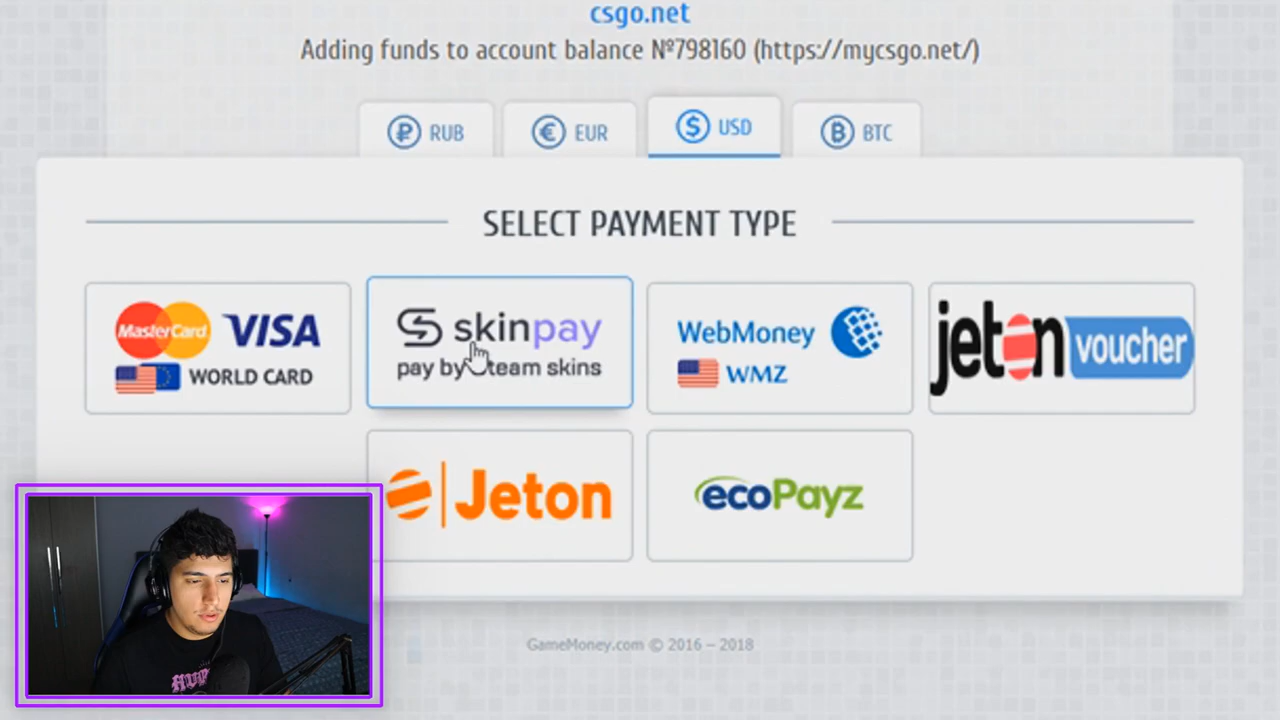 csgo.net
Adding funds to account balance №798160 (https://mycsgo.net/)
RUB
EUR
USD
BTC
SELECT PAYMENT TYPE
MasterCard VISA
WORLD CARD
skinpay
pay by steam skins
WebMoney
WMZ
jeton voucher
Jeton
ecoPayz
GameMoney.com © 2016 – 2018